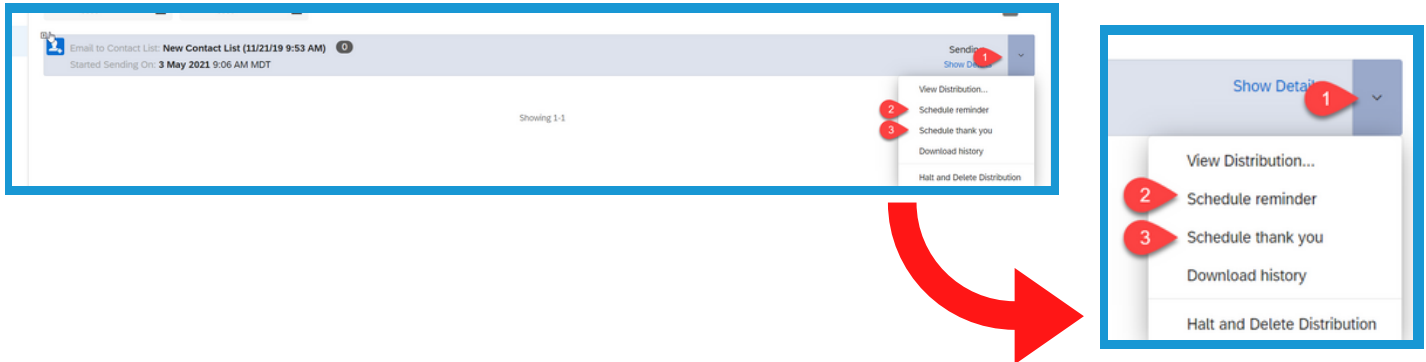 Email to Contact List: New Contact List (11/21/19 9:53 AM) 0
Started Sending On: 3 May 2021 9:06 AM MDT
Sending
1
Show
View Distribution...
2 Schedule reminder
3 Schedule thank you
Download history
Halt and Delete Distribution
Showing 1-1
Show
1
View Distribution...
2 Schedule reminder
3 Schedule thank you
Download history
Halt and Delete Distribution